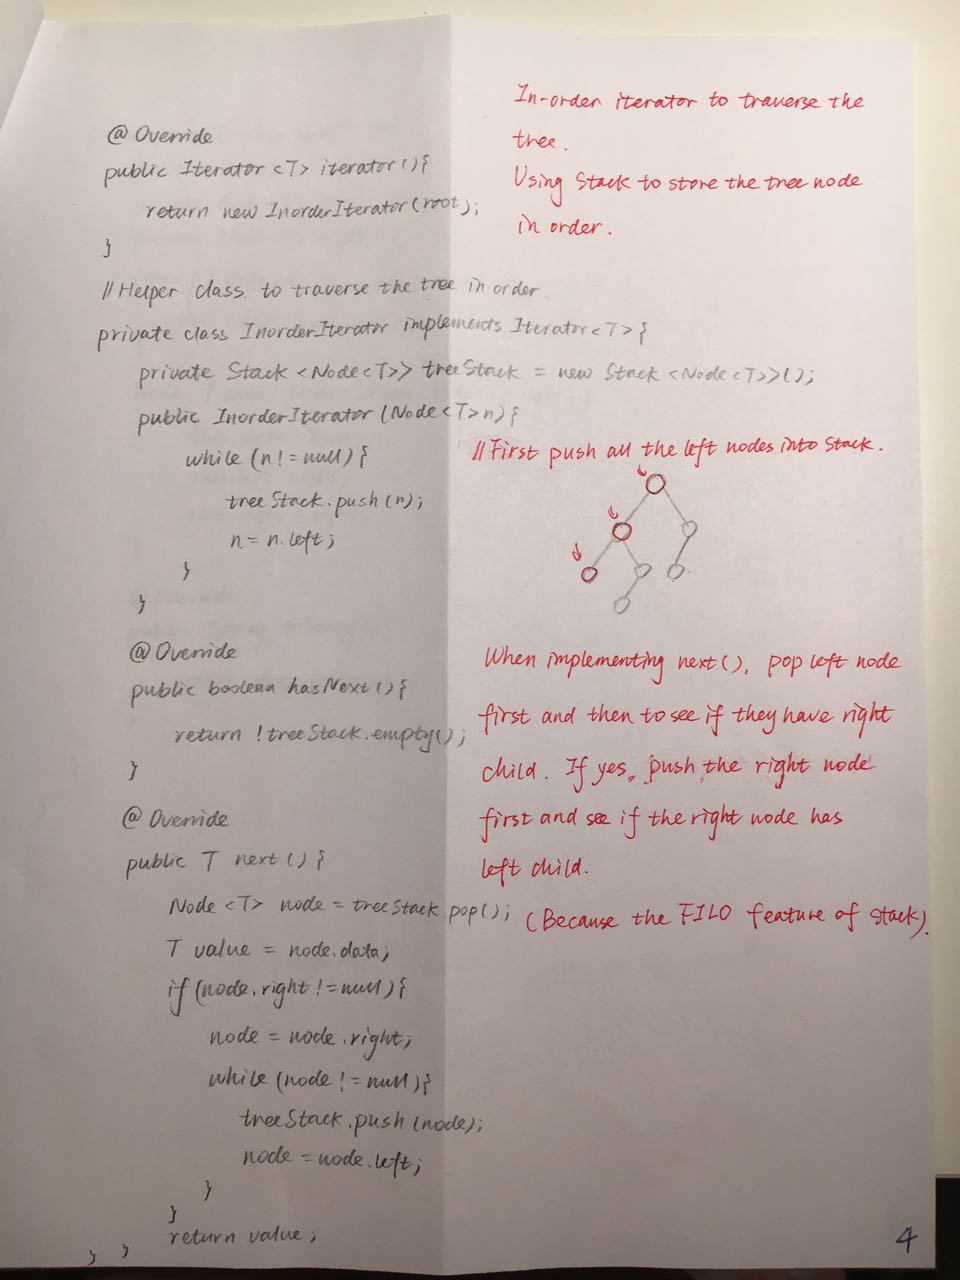 In-order iterator to traverse the
tree.
Using Stack to store the tree node
in order.
@Override
public Iterator<T> iterator(){
return new InorderIterator(root);
}
//Helper class to traverse the tree in order.
private class InorderIterator implements Iterator<T>{
private Stack<Node<T>> treeStack = new Stack<Node<T>>();
public InorderIterator(Node<T>n){
while (n!=null){
//First push all the left nodes into Stack.
treeStack.push(n);
n=n.left;
}
}
@Override
public boolean hasNext(){
return !treeStack.empty();
}
When implementing next(), pop left node
first and then to see if they have right
child. If yes, push the right node
first and see if the right node has
left child.
(Because the FILO feature of stack).
@Override
public T next(){
Node<T> node = treeStack.pop();
T value = node.data;
if(node.right!=null){
node = node.right;
while (node!=null){
treeStack.push(node);
node = node.left;
}
}
return value;
} }
4